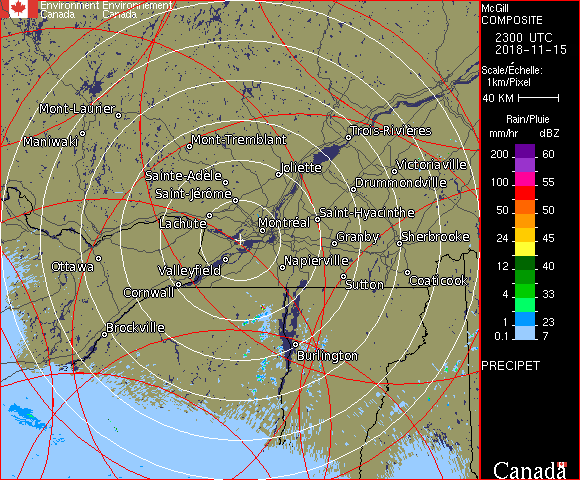 Environment Environnement
Canada Canada
McGill
COMPOSITE
2300 UTC
2018-11-15
Scale/Échelle:
1km/Pixel
40 KM
Rain/Pluie
mm/hr dBZ
200 60
100 55
50 50
24 45
12 40
4 33
1 23
0.1 7
PRECIPET
Canada
Mont-Laurier
Maniwaki
Mont-Tremblant
Trois-Rivières
Joliette
Victoriaville
Sainte-Adèle
Drummondville
Saint-Jérôme
Lachute
Montréal
Saint-Hyacinthe
Granby
Sherbrooke
Ottawa
Valleyfield
Napierville
Cornwall
Sutton
Coaticook
Brockville
Burlington